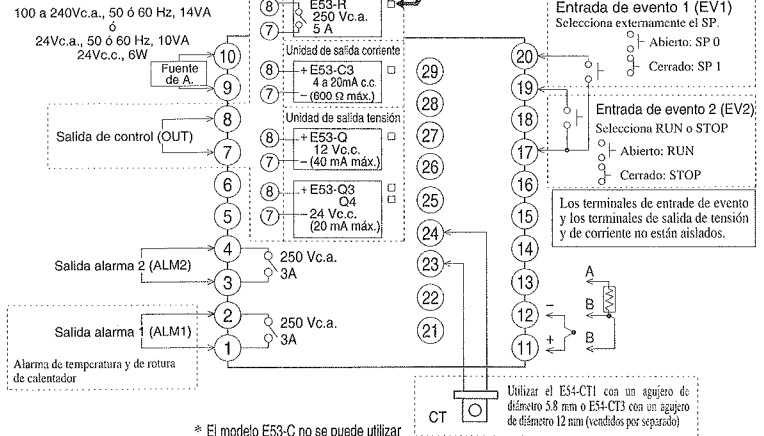 100 a 240Vc.a., 50 ó 60 Hz, 14VA
ó
24Vc.a., 50 ó 60 Hz, 10VA
24Vc.c., 6W
Fuente
de A.
10
9
8
7
6
5
4
3
2
1
Salida de control (OUT)
Salida alarma 2 (ALM2)
250 Vc.a.
3A
Salida alarma 1 (ALM1)
250 Vc.a.
3A
Alarma de temperatura y de rotura
de calentador
8
7
E53-R
250 Vc.a.
5 A
Unidad de salida corriente
8
7
+ E53-C3
4 a 20mA c.c.
– (600 Ω máx.)
Unidad de salida tensión
8
7
+ E53-Q
12 Vc.c.
– (40 mA máx.)
8
7
+ E53-Q3
Q4
– 24 Vc.c.
(20 mA máx.)
29
28
27
26
25
24
23
22
21
20
19
18
17
16
15
14
13
12
11
Entrada de evento 1 (EV1)
Selecciona externamente el SP.
Abierto: SP 0
Cerrado: SP 1
Entrada de evento 2 (EV2)
Selecciona RUN o STOP
Abierto: RUN
Cerrado: STOP
Los terminales de entrade de evento
y los terminales de salida de tensión
y de corriente no están aislados.
A
B
B
–
+
CT
Utilizar el E54-CT1 con un agujero de
diámetro 5.8 mm o E54-CT3 con un agujero
de diámetro 12 mm (vendidos por separado)
* El modelo E53-C no se puede utilizar